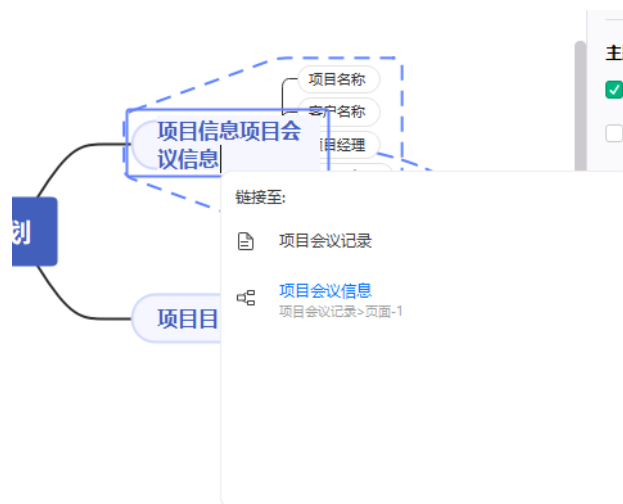 主
项目名称
客户名称
项目信息项目会
议信息
项目经理
划
链接至:
项目会议记录
项目会议信息
项目会议记录>页面-1
项目目